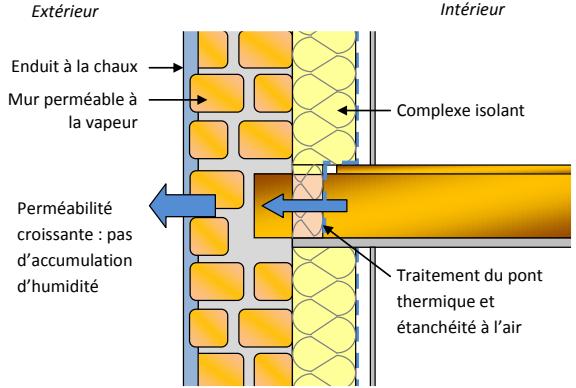 Extérieur
Intérieur
Enduit à la chaux
Mur perméable à
la vapeur
Complexe isolant
Perméabilité
croissante : pas
d’accumulation
d’humidité
Traitement du pont
thermique et
étanchéité à l’air